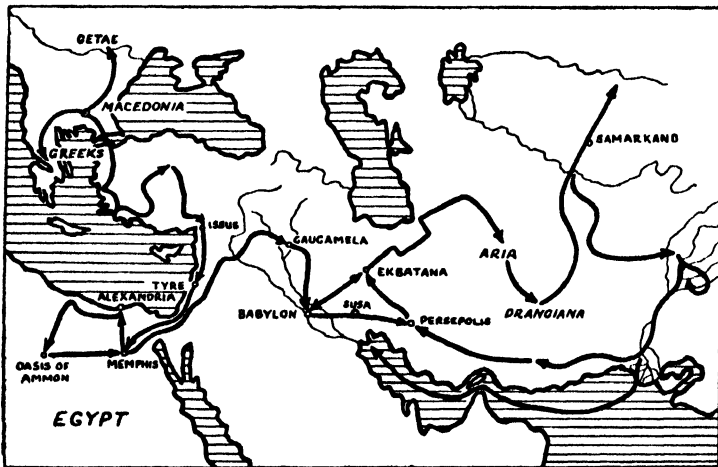 GETAE
MACEDONIA
GREEKS
SAMARKAND
ISSUS
GAUGAMELA
ARIA
EKBATANA
TYRE
ALEXANDRIA
BABYLON
SUSA
PERSEPOLIS
DRANGIANA
OASIS OF
AMMON
MEMPHIS
EGYPT